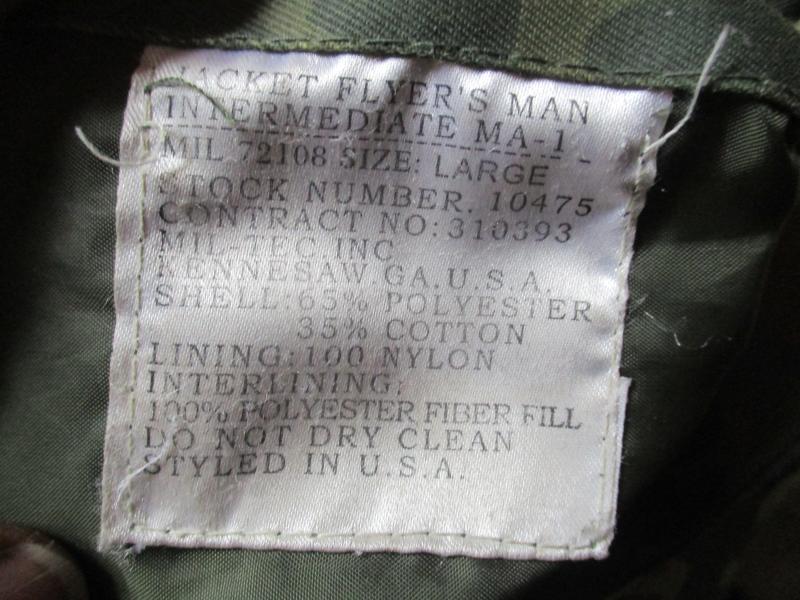 JACKET FLYER'S MAN
INTERMEDIATE MA-1
MIL 72108 SIZE: LARGE
STOCK NUMBER. 10475
CONTRACT NO: 310393
MIL-TEC.INC
KENNESAW.GA.U.S.A.
SHELL: 65% POLYESTER
35% COTTON
LINING: 100 NYLON
INTERLINING:
100% POLYESTER FIBER FILL
DO NOT DRY CLEAN
STYLED IN U.S.A.